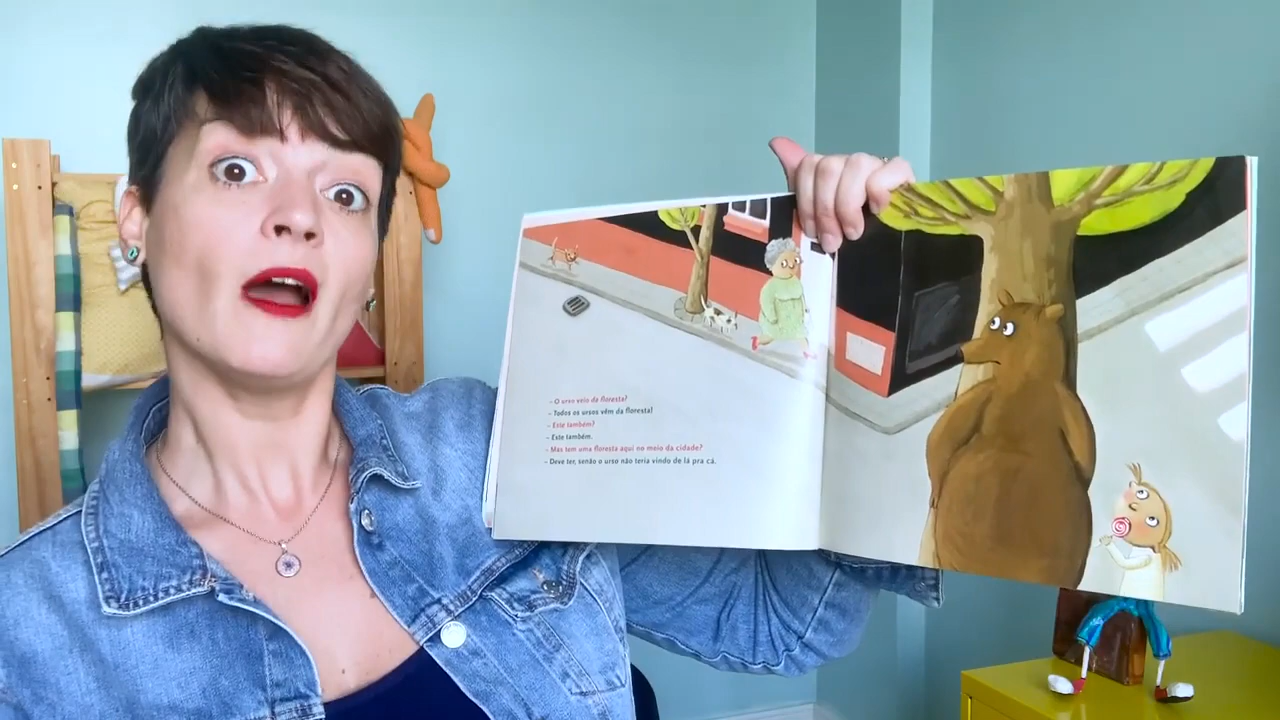 – O urso veio da floresta?
– Todos os ursos vêm da floresta!
– Este também?
– Este também.
– Mas tem uma floresta aqui no meio da cidade?
– Deve ter, senão o urso não teria vindo de lá pra cá.